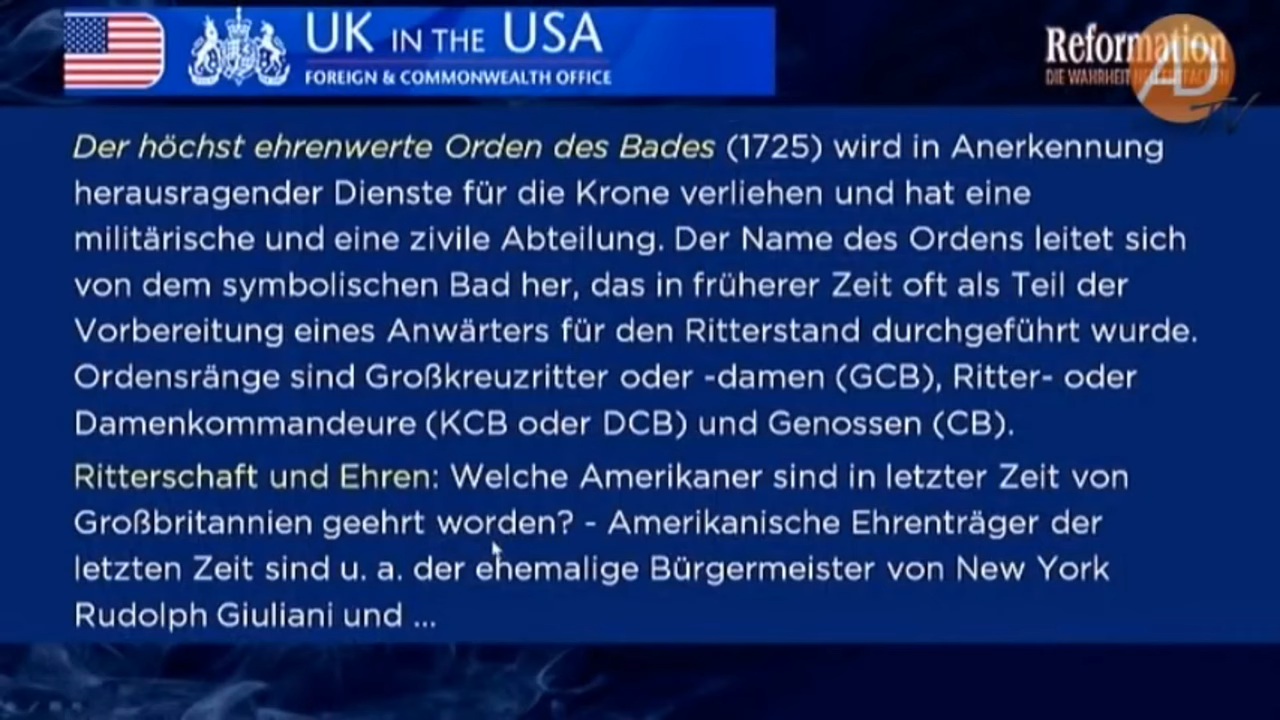 UK IN THE USA
FOREIGN & COMMONWEALTH OFFICE
Reformation
DIE WAHRHEIT
AD
TV
Der höchst ehrenwerte Orden des Bades (1725) wird in Anerkennung
herausragender Dienste für die Krone verliehen und hat eine
militärische und eine zivile Abteilung. Der Name des Ordens leitet sich
von dem symbolischen Bad her, das in früherer Zeit oft als Teil der
Vorbereitung eines Anwärters für den Ritterstand durchgeführt wurde.
Ordensränge sind Großkreuzritter oder -damen (GCB), Ritter- oder
Damenkommandeure (KCB oder DCB) und Genossen (CB).
Ritterschaft und Ehren: Welche Amerikaner sind in letzter Zeit von
Großbritannien geehrt worden? - Amerikanische Ehrenträger der
letzten Zeit sind u. a. der ehemalige Bürgermeister von New York
Rudolph Giuliani und ...